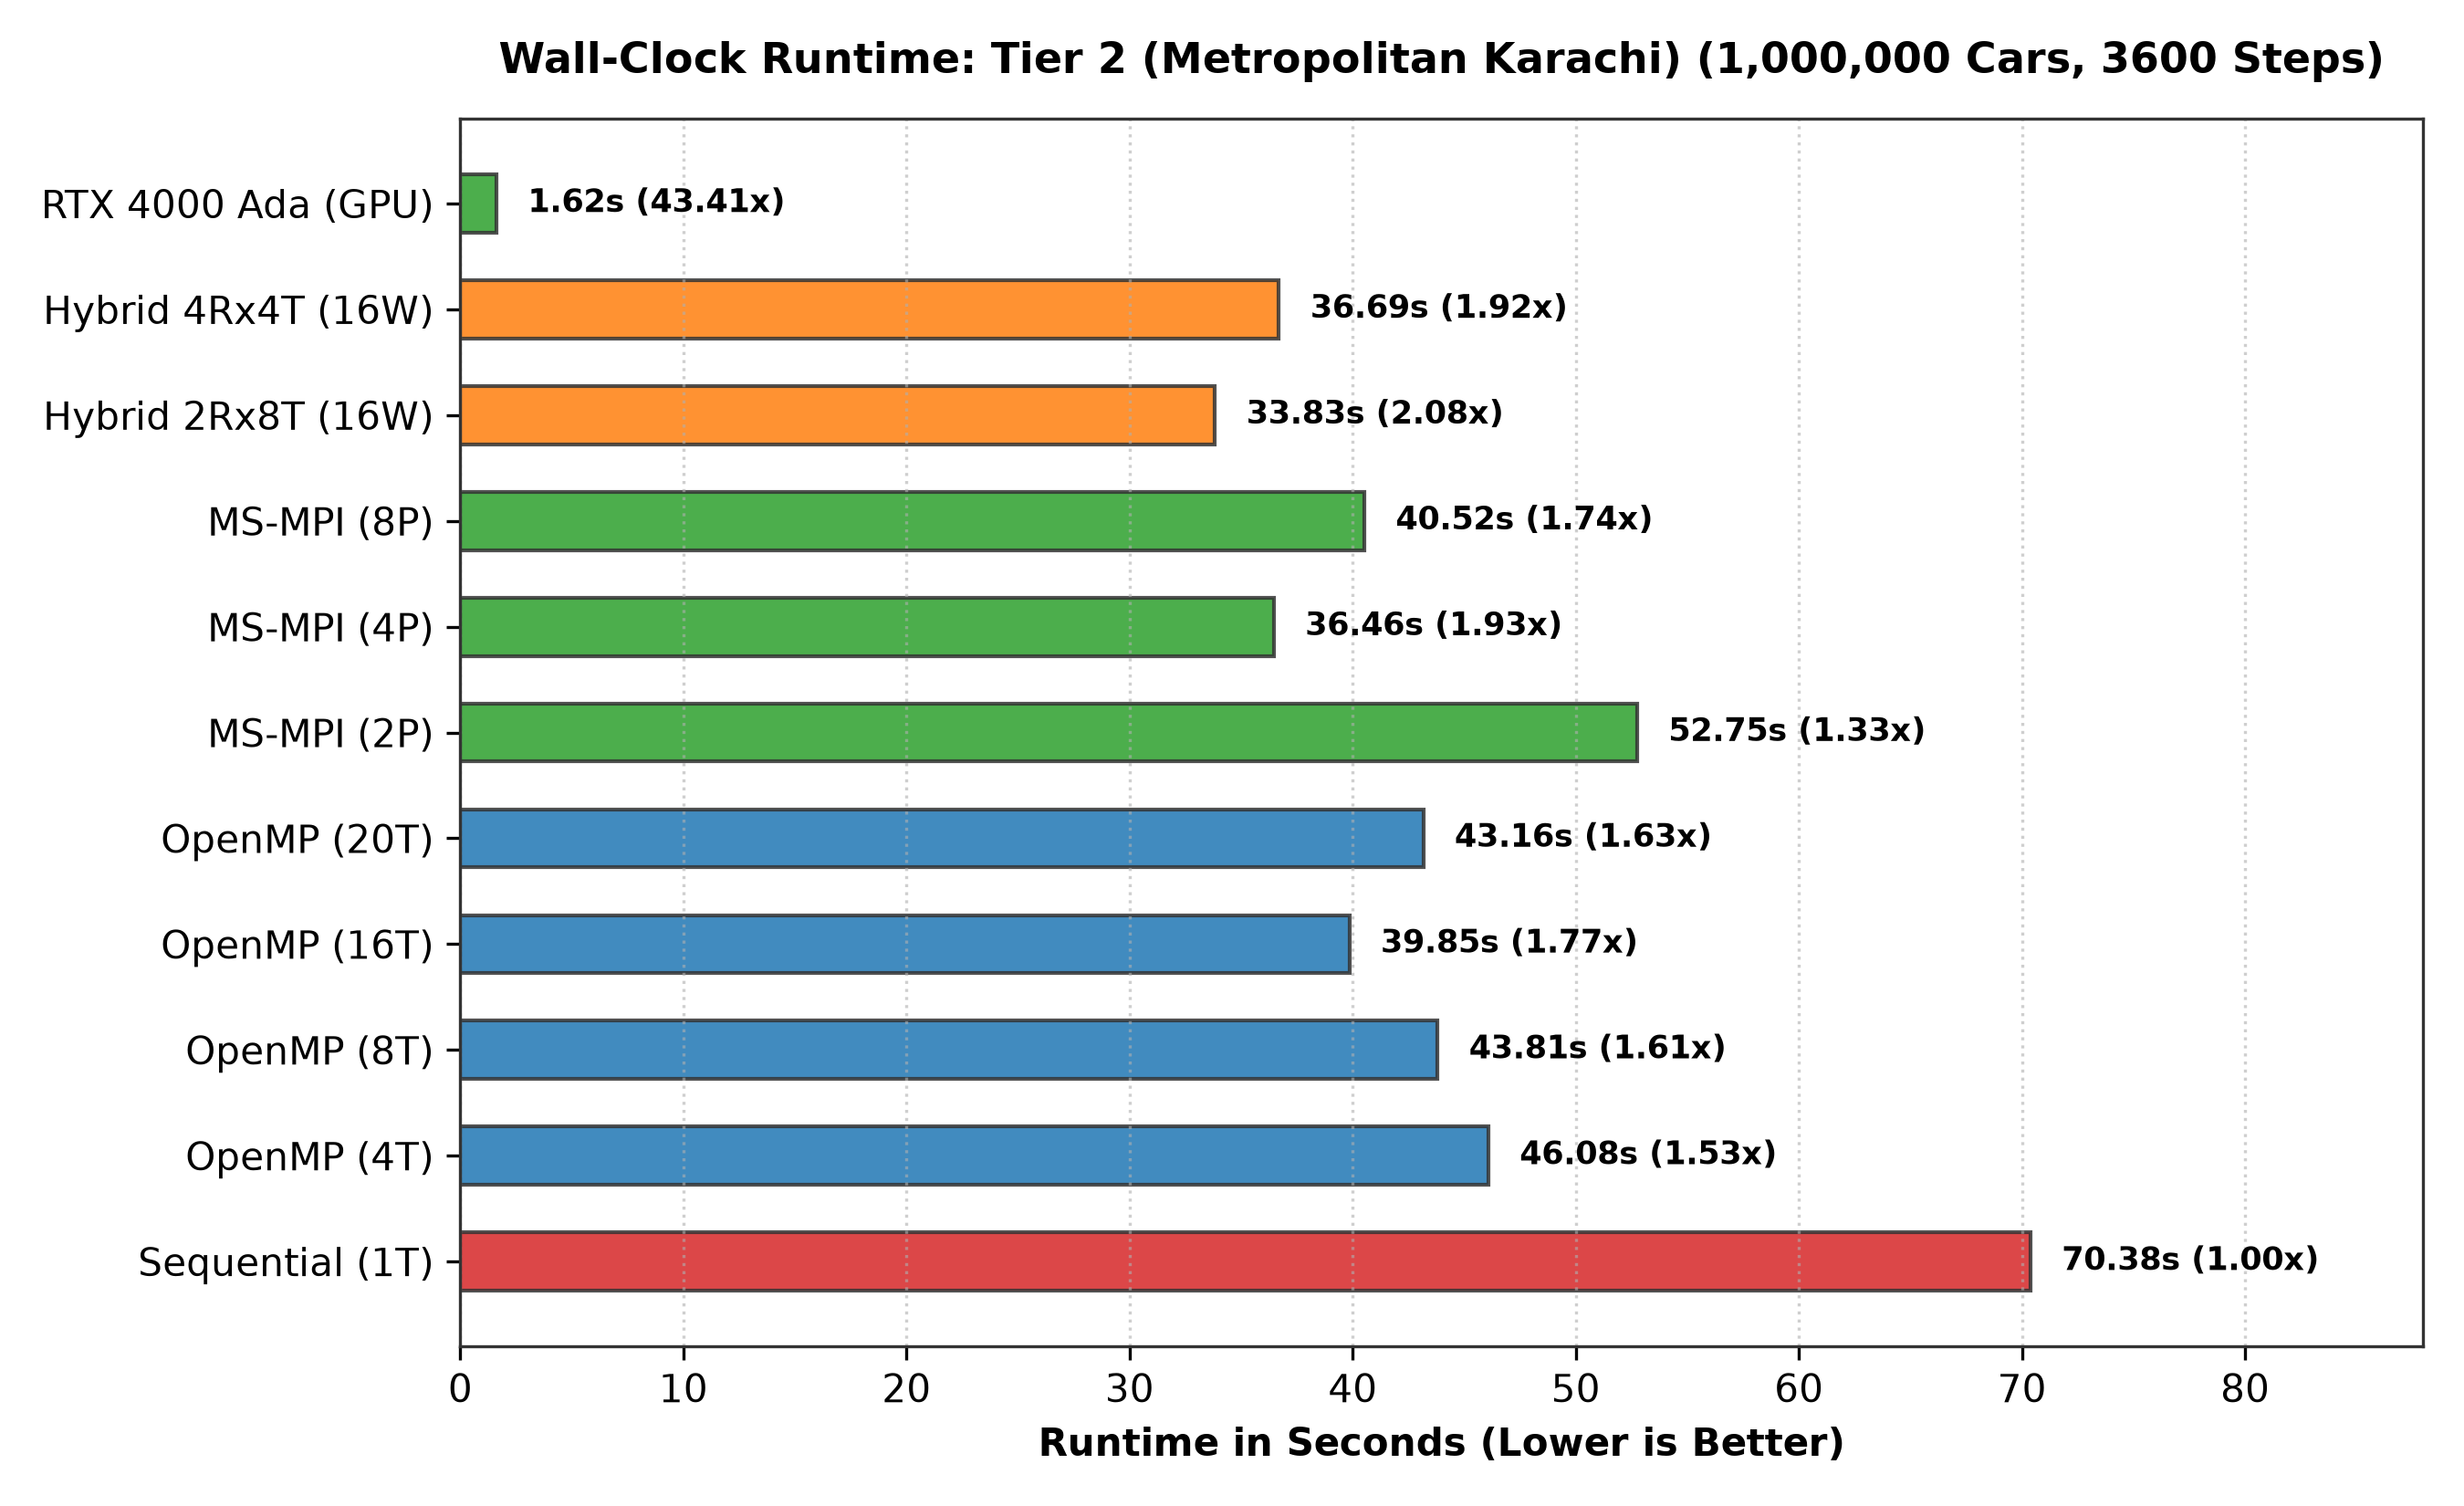 Wall-Clock Runtime: Tier 2 (Metropolitan Karachi) (1,000,000 Cars, 3600 Steps)
RTX 4000 Ada (GPU) 1.62s (43.41x)
Hybrid 4Rx4T (16W) 36.69s (1.92x)
Hybrid 2Rx8T (16W) 33.83s (2.08x)
MS-MPI (8P) 40.52s (1.74x)
MS-MPI (4P) 36.46s (1.93x)
MS-MPI (2P) 52.75s (1.33x)
OpenMP (20T) 43.16s (1.63x)
OpenMP (16T) 39.85s (1.77x)
OpenMP (8T) 43.81s (1.61x)
OpenMP (4T) 46.08s (1.53x)
Sequential (1T) 70.38s (1.00x)
0 10 20 30 40 50 60 70 80
Runtime in Seconds (Lower is Better)